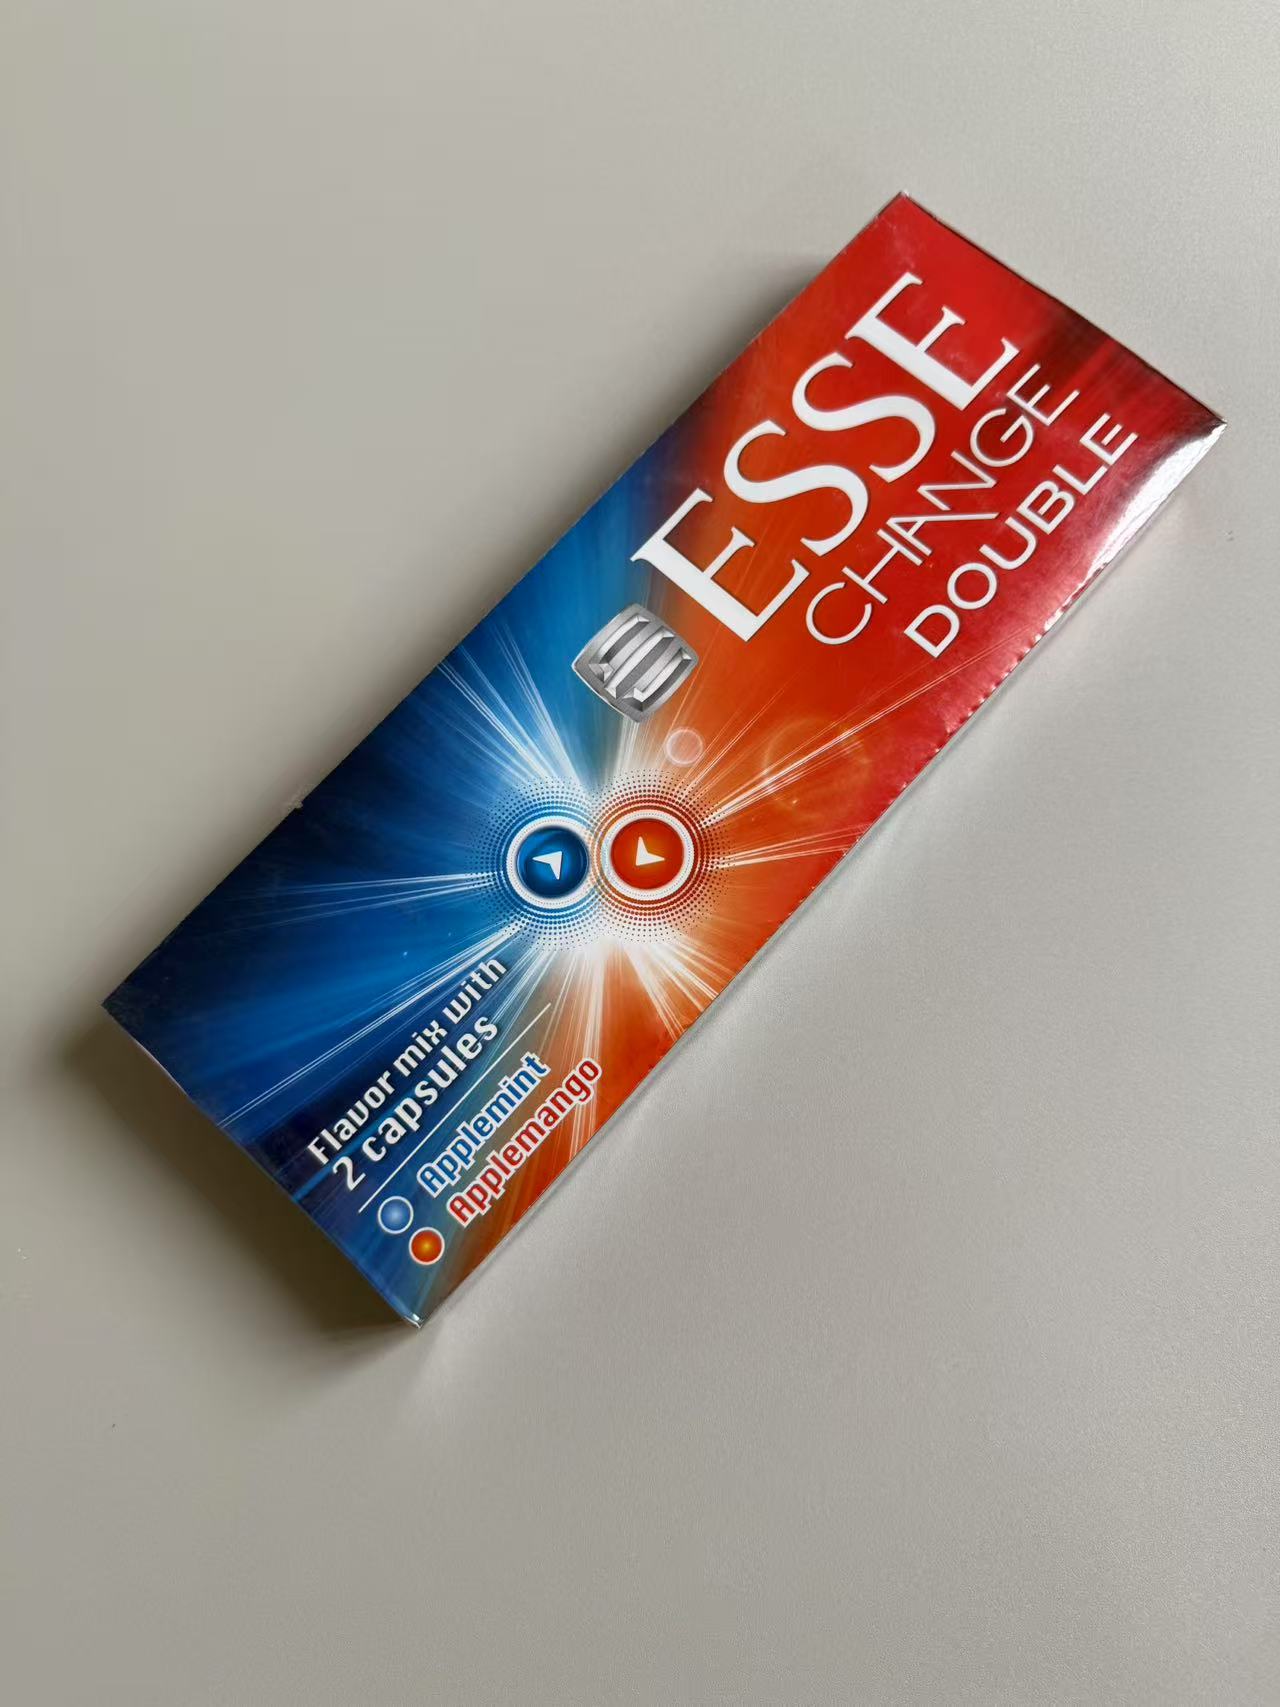 ESSE
CHANGE
DOUBLE
Flavor mix with
2 capsules
Applemint
Applemango